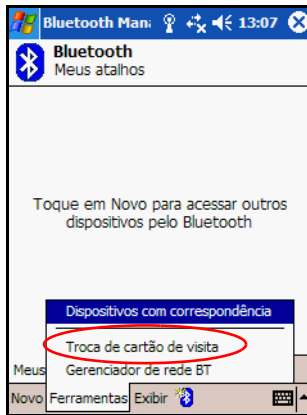 Bluetooth Man: 13:07
Bluetooth
Meus atalhos
Toque em Novo para acessar outros
dispositivos pelo Bluetooth
Dispositivos com correspondência
Troca de cartão de visita
Meus
Gerenciador de rede BT
Novo Ferramentas Exibir